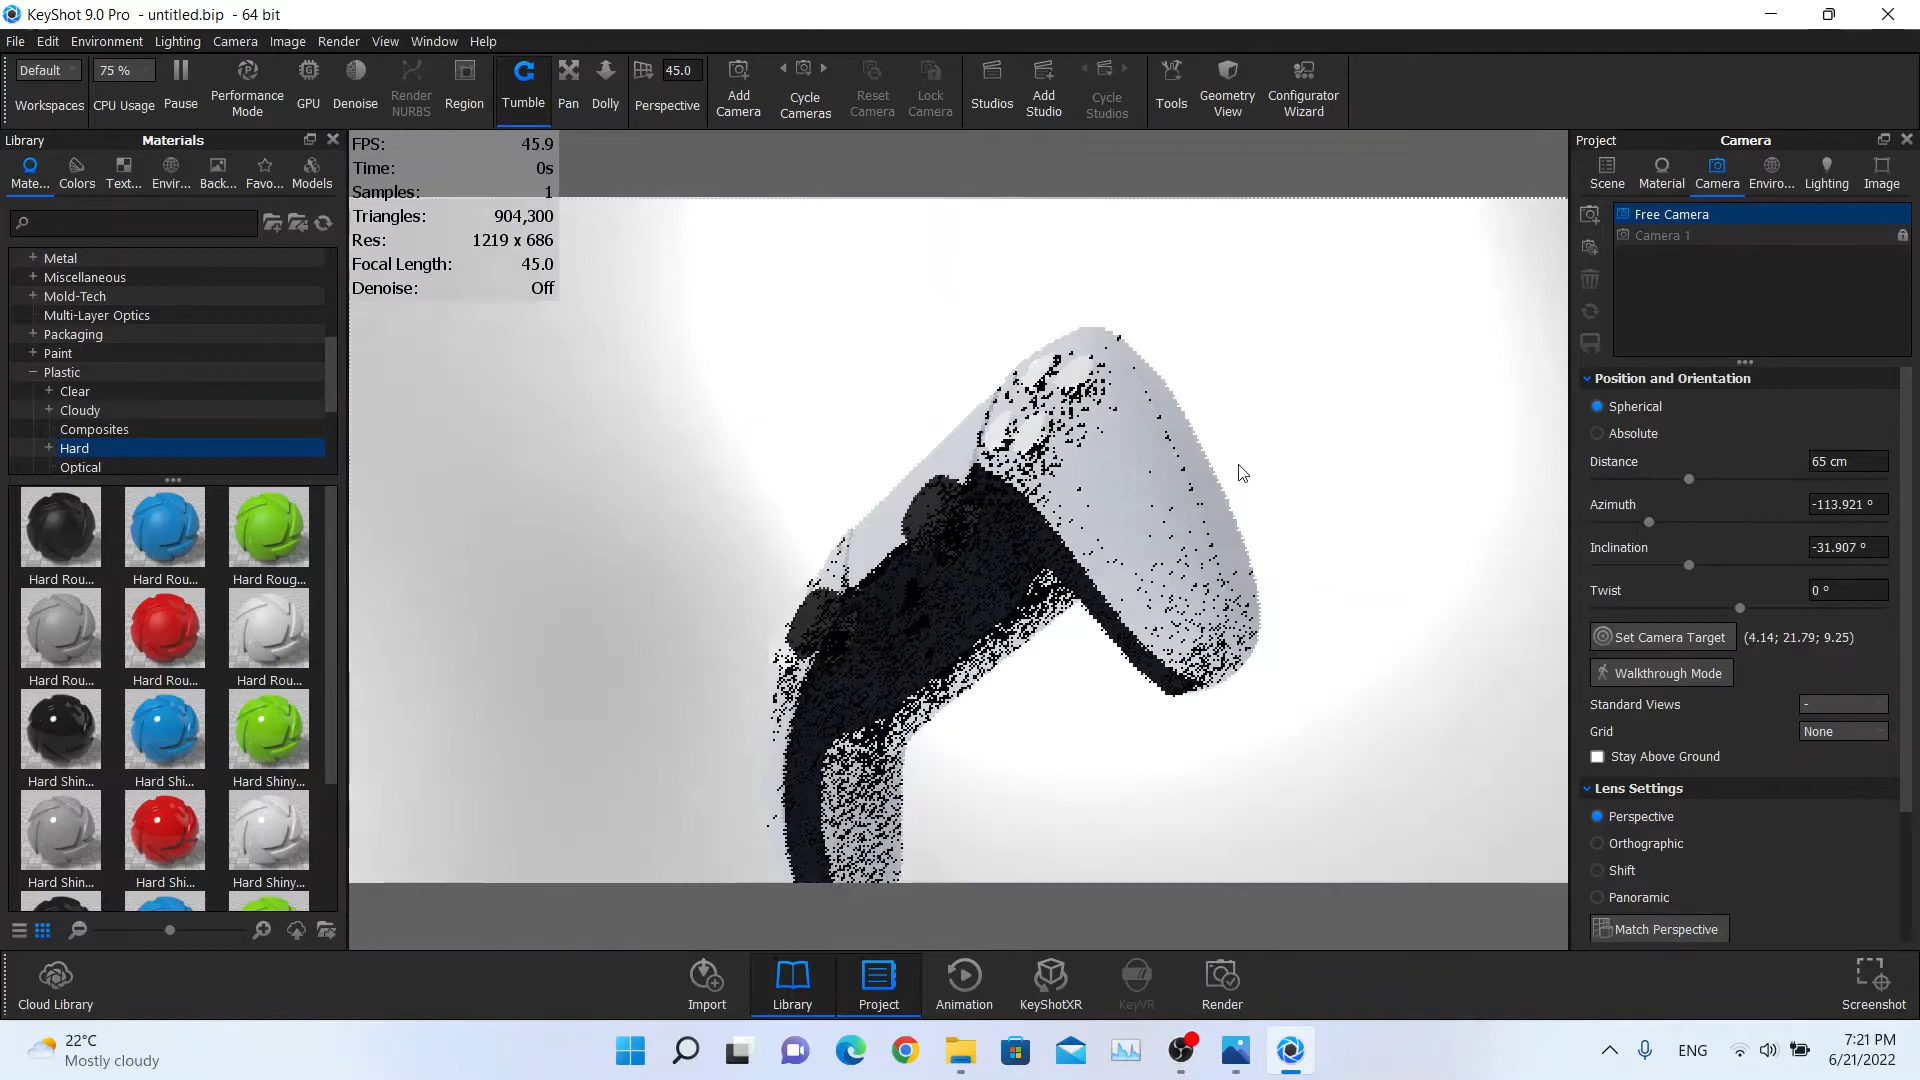 KeyShot 9.0 Pro - untitled.bip - 64 bit
File Edit Environment Lighting Camera Image Render View Window Help
Default
Workspaces
75 %
CPU Usage
Pause
Performance
Mode
GPU
Denoise
Render
NURBS
Region
Tumble
Pan
Dolly
45.0
Perspective
Add
Camera
Cycle
Cameras
Reset
Camera
Lock
Camera
Studios
Add
Studio
Cycle
Studios
Tools
Geometry
View
Configurator
Wizard
Library Materials
Mate... Colors Text... Envir... Back... Favo... Models
Metal
Miscellaneous
Mold-Tech
Multi-Layer Optics
Packaging
Paint
Plastic
Clear
Cloudy
Composites
Hard
Optical
Hard Rou... Hard Rou... Hard Roug...
Hard Rou... Hard Rou... Hard Rou...
Hard Shin... Hard Shi... Hard Shiny...
Hard Shin... Hard Shi... Hard Shiny...
FPS: 45.9
Time: 0s
Samples: 1
Triangles: 904,300
Res: 1219 x 686
Focal Length: 45.0
Denoise: Off
Project Camera
Scene Material Camera Enviro... Lighting Image
Free Camera
Camera 1
Position and Orientation
Spherical
Absolute
Distance 65 cm
Azimuth -113.921 °
Inclination -31.907 °
Twist 0 °
Set Camera Target (4.14; 21.79; 9.25)
Walkthrough Mode
Standard Views -
Grid None
Stay Above Ground
Lens Settings
Perspective
Orthographic
Shift
Panoramic
Match Perspective
Cloud Library
Import
Library
Project
Animation
KeyShotXR
KeyVR
Render
Screenshot
22°C
Mostly cloudy
ENG
7:21 PM
6/21/2022